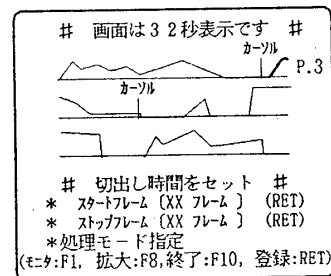 # 画面は32秒表示です #
カーソル
P.3
カーソル
# 切出し時間をセット #
* スタートフレーム〔XX フレーム 〕 (RET)
* ストップフレーム〔XX フレーム 〕 (RET)
*処理モード指定
(モニタ:F1, 拡大:F8,終了:F10, 登録:RET)